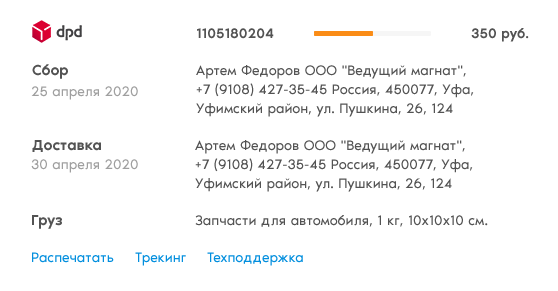 dpd 1105180204 350 руб.
Сбор Артем Федоров ООО "Ведущий магнат",
25 апреля 2020 +7 (9108) 427-35-45 Россия, 450077, Уфа,
Уфимский район, ул. Пушкина, 26, 124
Доставка Артем Федоров ООО "Ведущий магнат",
30 апреля 2020 +7 (9108) 427-35-45 Россия, 450077, Уфа,
Уфимский район, ул. Пушкина, 26, 124
Груз Запчасти для автомобиля, 1 кг, 10x10x10 см.
Распечатать Трекинг Техподдержка